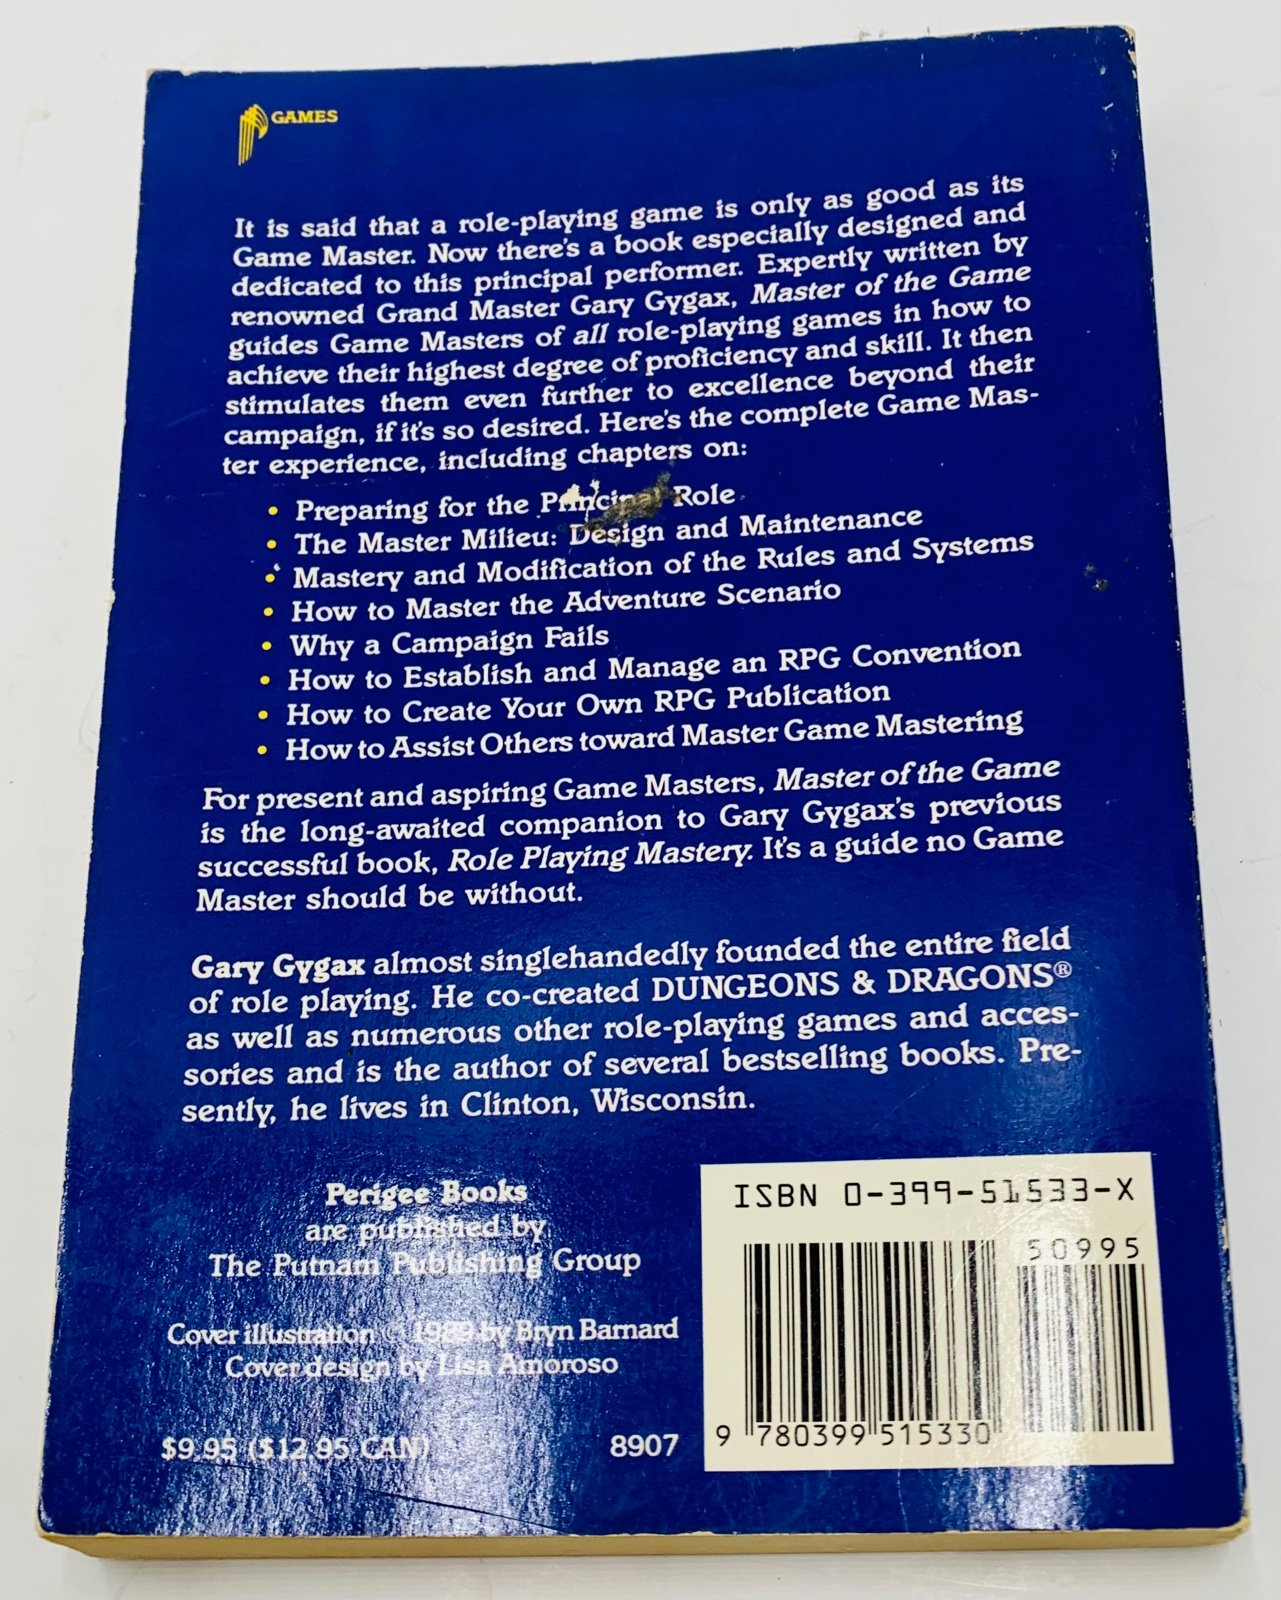 GAMES
It is said that a role-playing game is only as good as its
Game Master. Now there's a book especially designed and
dedicated to this principal performer. Expertly written by
renowned Grand Master Gary Gygax, Master of the Game
guides Game Masters of all role-playing games in how to
achieve their highest degree of proficiency and skill. It then
stimulates them even further to excellence beyond their
campaign, if it's so desired. Here's the complete Game Mas-
ter experience, including chapters on:
• Preparing for the Principal Role
• The Master Milieu: Design and Maintenance
• Mastery and Modification of the Rules and Systems
• How to Master the Adventure Scenario
• Why a Campaign Fails
• How to Establish and Manage an RPG Convention
• How to Create Your Own RPG Publication
• How to Assist Others toward Master Game Mastering
For present and aspiring Game Masters, Master of the Game
is the long-awaited companion to Gary Gygax's previous
successful book, Role Playing Mastery. It's a guide no Game
Master should be without.
Gary Gygax almost singlehandedly founded the entire field
of role playing. He co-created DUNGEONS & DRAGONS®
as well as numerous other role-playing games and acces-
sories and is the author of several bestselling books. Pre-
sently, he lives in Clinton, Wisconsin.
Perigee Books
are published by
The Putnam Publishing Group
Cover illustration © 1989 by Bryn Barnard
Cover design by Lisa Amoroso
$9.95 ($12.95 CAN)
8907
ISBN 0-399-51533-X
50995
9 780399 515330